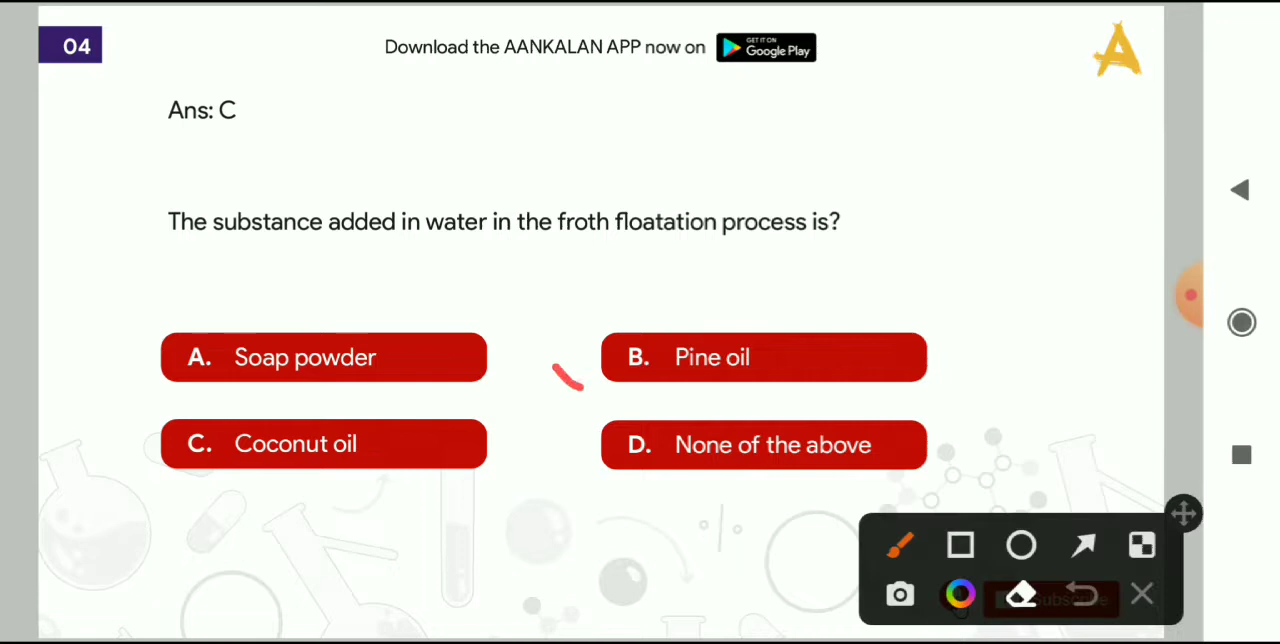 04
Download the AANKALAN APP now on
GET IT ON
Google Play
Ans: C
The substance added in water in the froth floatation process is?
A. Soap powder
B. Pine oil
C. Coconut oil
D. None of the above
Subscribe